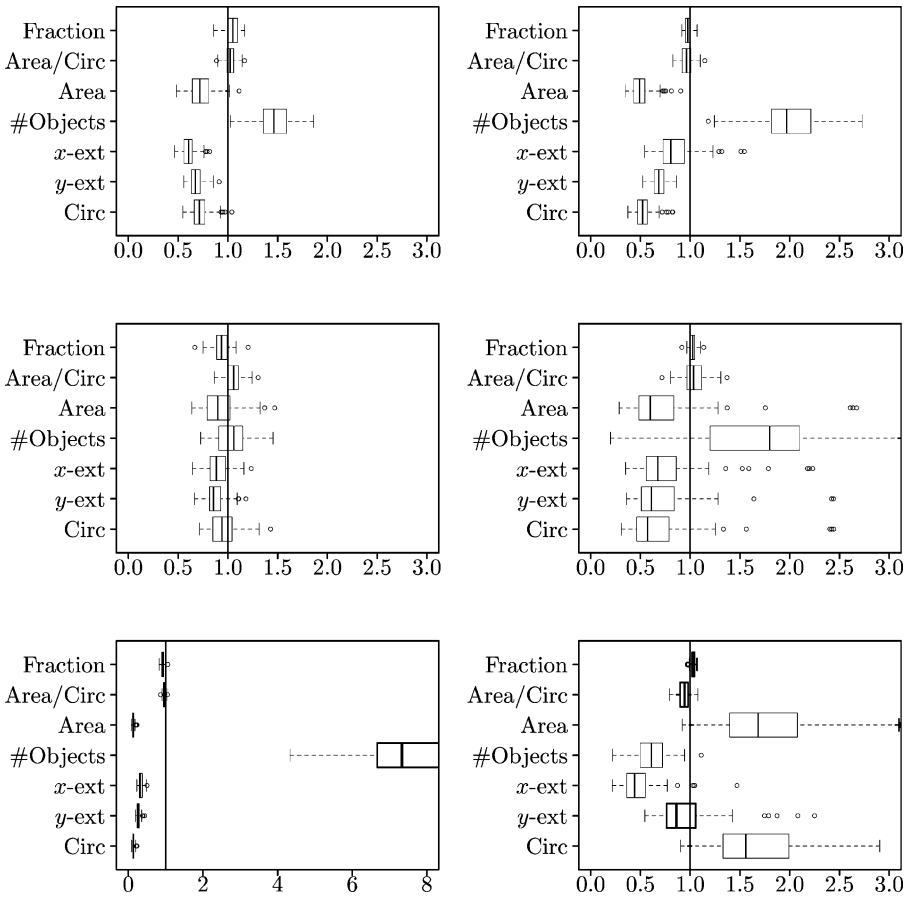 Fraction
Area/Circ
Area
#Objects
x-ext
y-ext
Circ
0.0 0.5 1.0 1.5 2.0 2.5 3.0
Fraction
Area/Circ
Area
#Objects
x-ext
y-ext
Circ
0.0 0.5 1.0 1.5 2.0 2.5 3.0
Fraction
Area/Circ
Area
#Objects
x-ext
y-ext
Circ
0.0 0.5 1.0 1.5 2.0 2.5 3.0
Fraction
Area/Circ
Area
#Objects
x-ext
y-ext
Circ
0.0 0.5 1.0 1.5 2.0 2.5 3.0
Fraction
Area/Circ
Area
#Objects
x-ext
y-ext
Circ
0 2 4 6 8
Fraction
Area/Circ
Area
#Objects
x-ext
y-ext
Circ
0.0 0.5 1.0 1.5 2.0 2.5 3.0